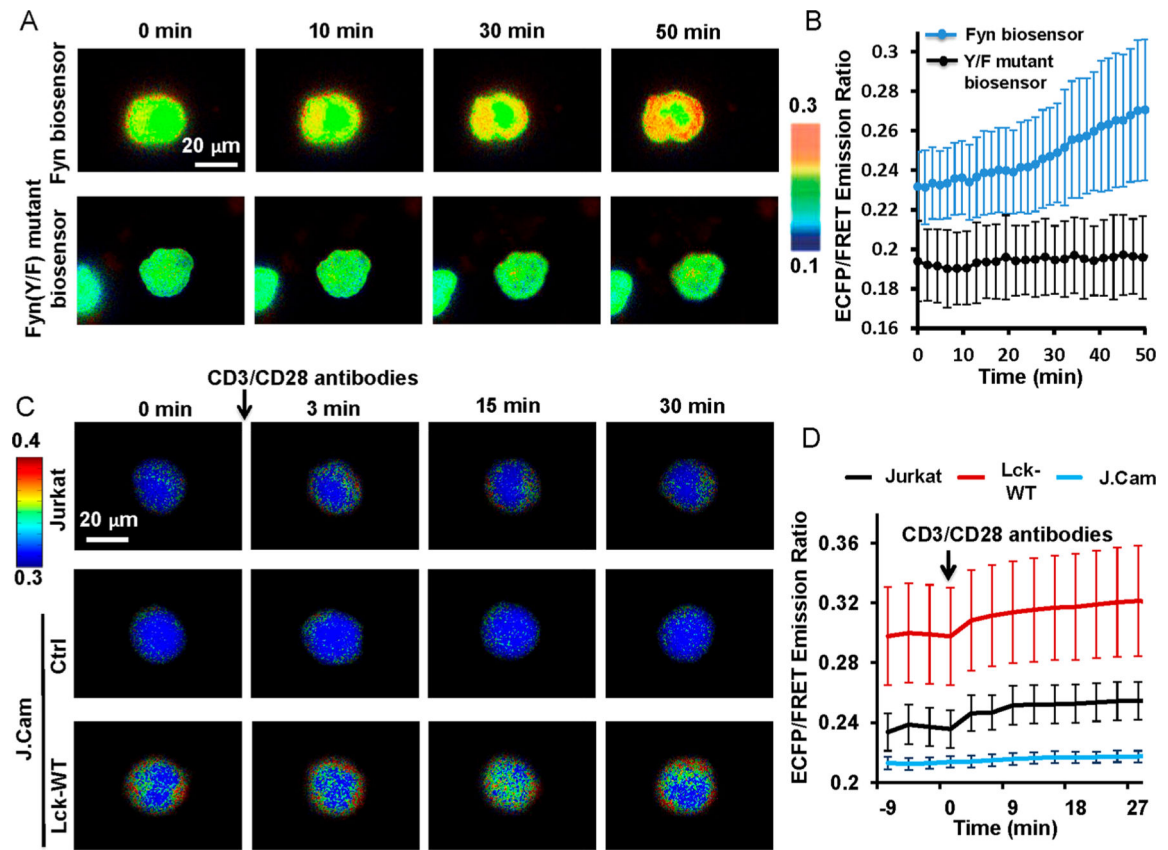 A
0 min 10 min 30 min 50 min
Fyn biosensor
20 μm
Fyn(Y/F) mutant
biosensor
0.3
0.1
B
Fyn biosensor
Y/F mutant
biosensor
ECFP/FRET Emission Ratio
0.3
0.28
0.26
0.24
0.22
0.2
0.18
0.16
0 10 20 30 40 50
Time (min)
C
CD3/CD28 antibodies
0 min 3 min 15 min 30 min
0.4
0.3
Jurkat
20 μm
J.Cam
Ctrl
Lck-WT
D
Jurkat Lck-WT J.Cam
CD3/CD28 antibodies
ECFP/FRET Emission Ratio
0.36
0.32
0.28
0.24
0.2
-9 0 9 18 27
Time (min)